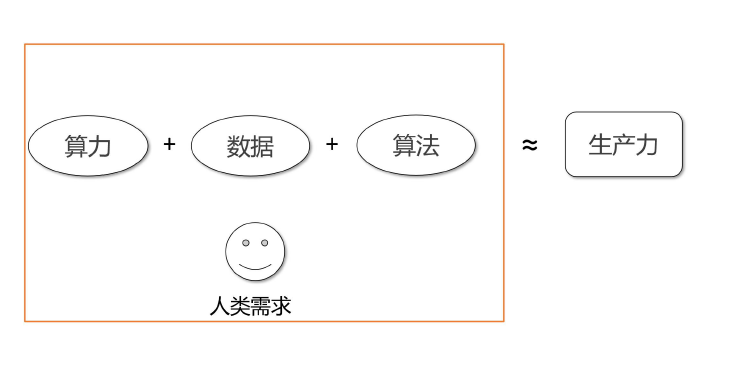 算力 + 数据 + 算法 ≈ 生产力
人类需求